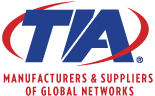 TIA®
MANUFACTURERS & SUPPLIERS
OF GLOBAL NETWORKS